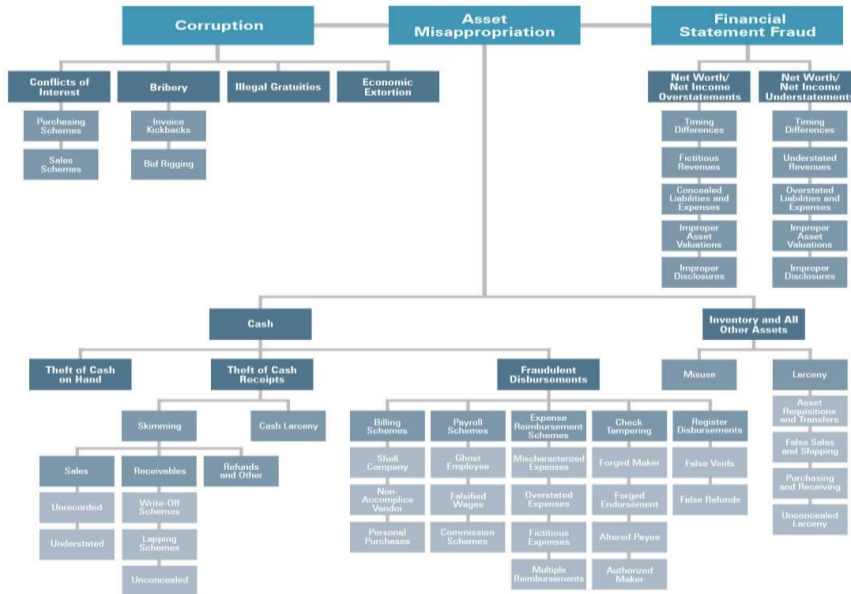 Corruption
Asset
Misappropriation
Financial
Statement Fraud
Conflicts of
Interest
Bribery
Illegal Gratuities
Economic
Extortion
Net Worth/
Net Income
Overstatements
Net Worth/
Net Income
Understatements
Purchasing
Schemes
Sales
Schemes
Invoice
Kickbacks
Bid Rigging
Timing
Differences
Fictitious
Revenues
Concealed
Liabilities and
Expenses
Improper
Asset
Valuations
Improper
Disclosures
Timing
Differences
Understated
Revenues
Overstated
Liabilities and
Expenses
Improper
Asset
Valuations
Improper
Disclosures
Cash
Inventory and All
Other Assets
Theft of Cash
on Hand
Theft of Cash
Receipts
Fraudulent
Disbursements
Misuse
Larceny
Skimming
Cash Larceny
Sales
Receivables
Refunds
and Other
Unrecorded
Understated
Write-Off
Schemes
Lapping
Schemes
Unconcealed
Billing
Schemes
Shell
Company
Non-
Accomplice
Vendor
Personal
Purchases
Payroll
Schemes
Ghost
Employee
Falsified
Wages
Commission
Schemes
Expense
Reimbursement
Schemes
Mischaracterized
Expenses
Overstated
Expenses
Fictitious
Expenses
Multiple
Reimbursements
Check
Tampering
Forged Maker
Forged
Endorsement
Altered Payee
Authorized
Maker
Register
Disbursements
False Voids
False Refunds
Asset
Requisitions
and Transfers
False Sales
and Shipping
Purchasing
and Receiving
Unconcealed
Larceny